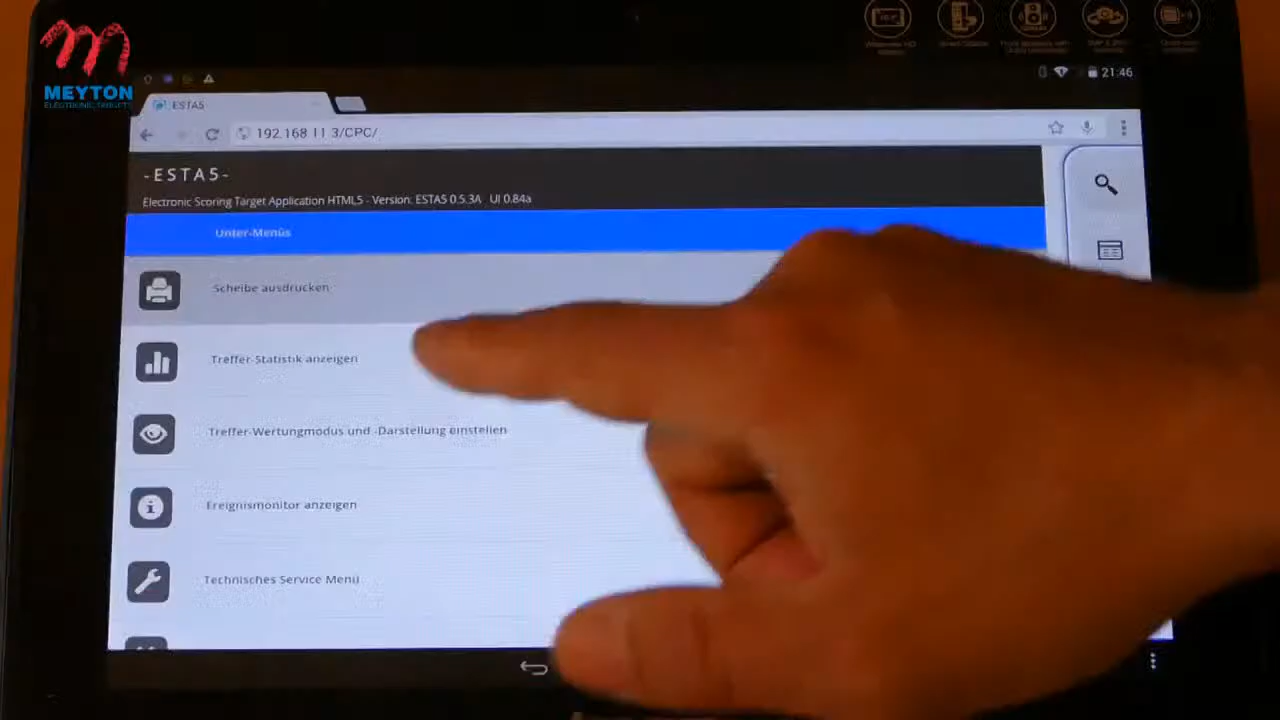 MEYTON
ELECTRONIC TARGETS
21:46
ESTA5
192.168.11.3/CPC/
-ESTA5-
Electronic Scoring Target Application HTML5 - Version: ESTA5 0.5.3A UI 0.84a
Unter-Menüs
Scheibe ausdrucken
Treffer-Statistik anzeigen
Treffer-Wertungmodus und -Darstellung einstellen
Ereignismonitor anzeigen
Technisches Service Menü